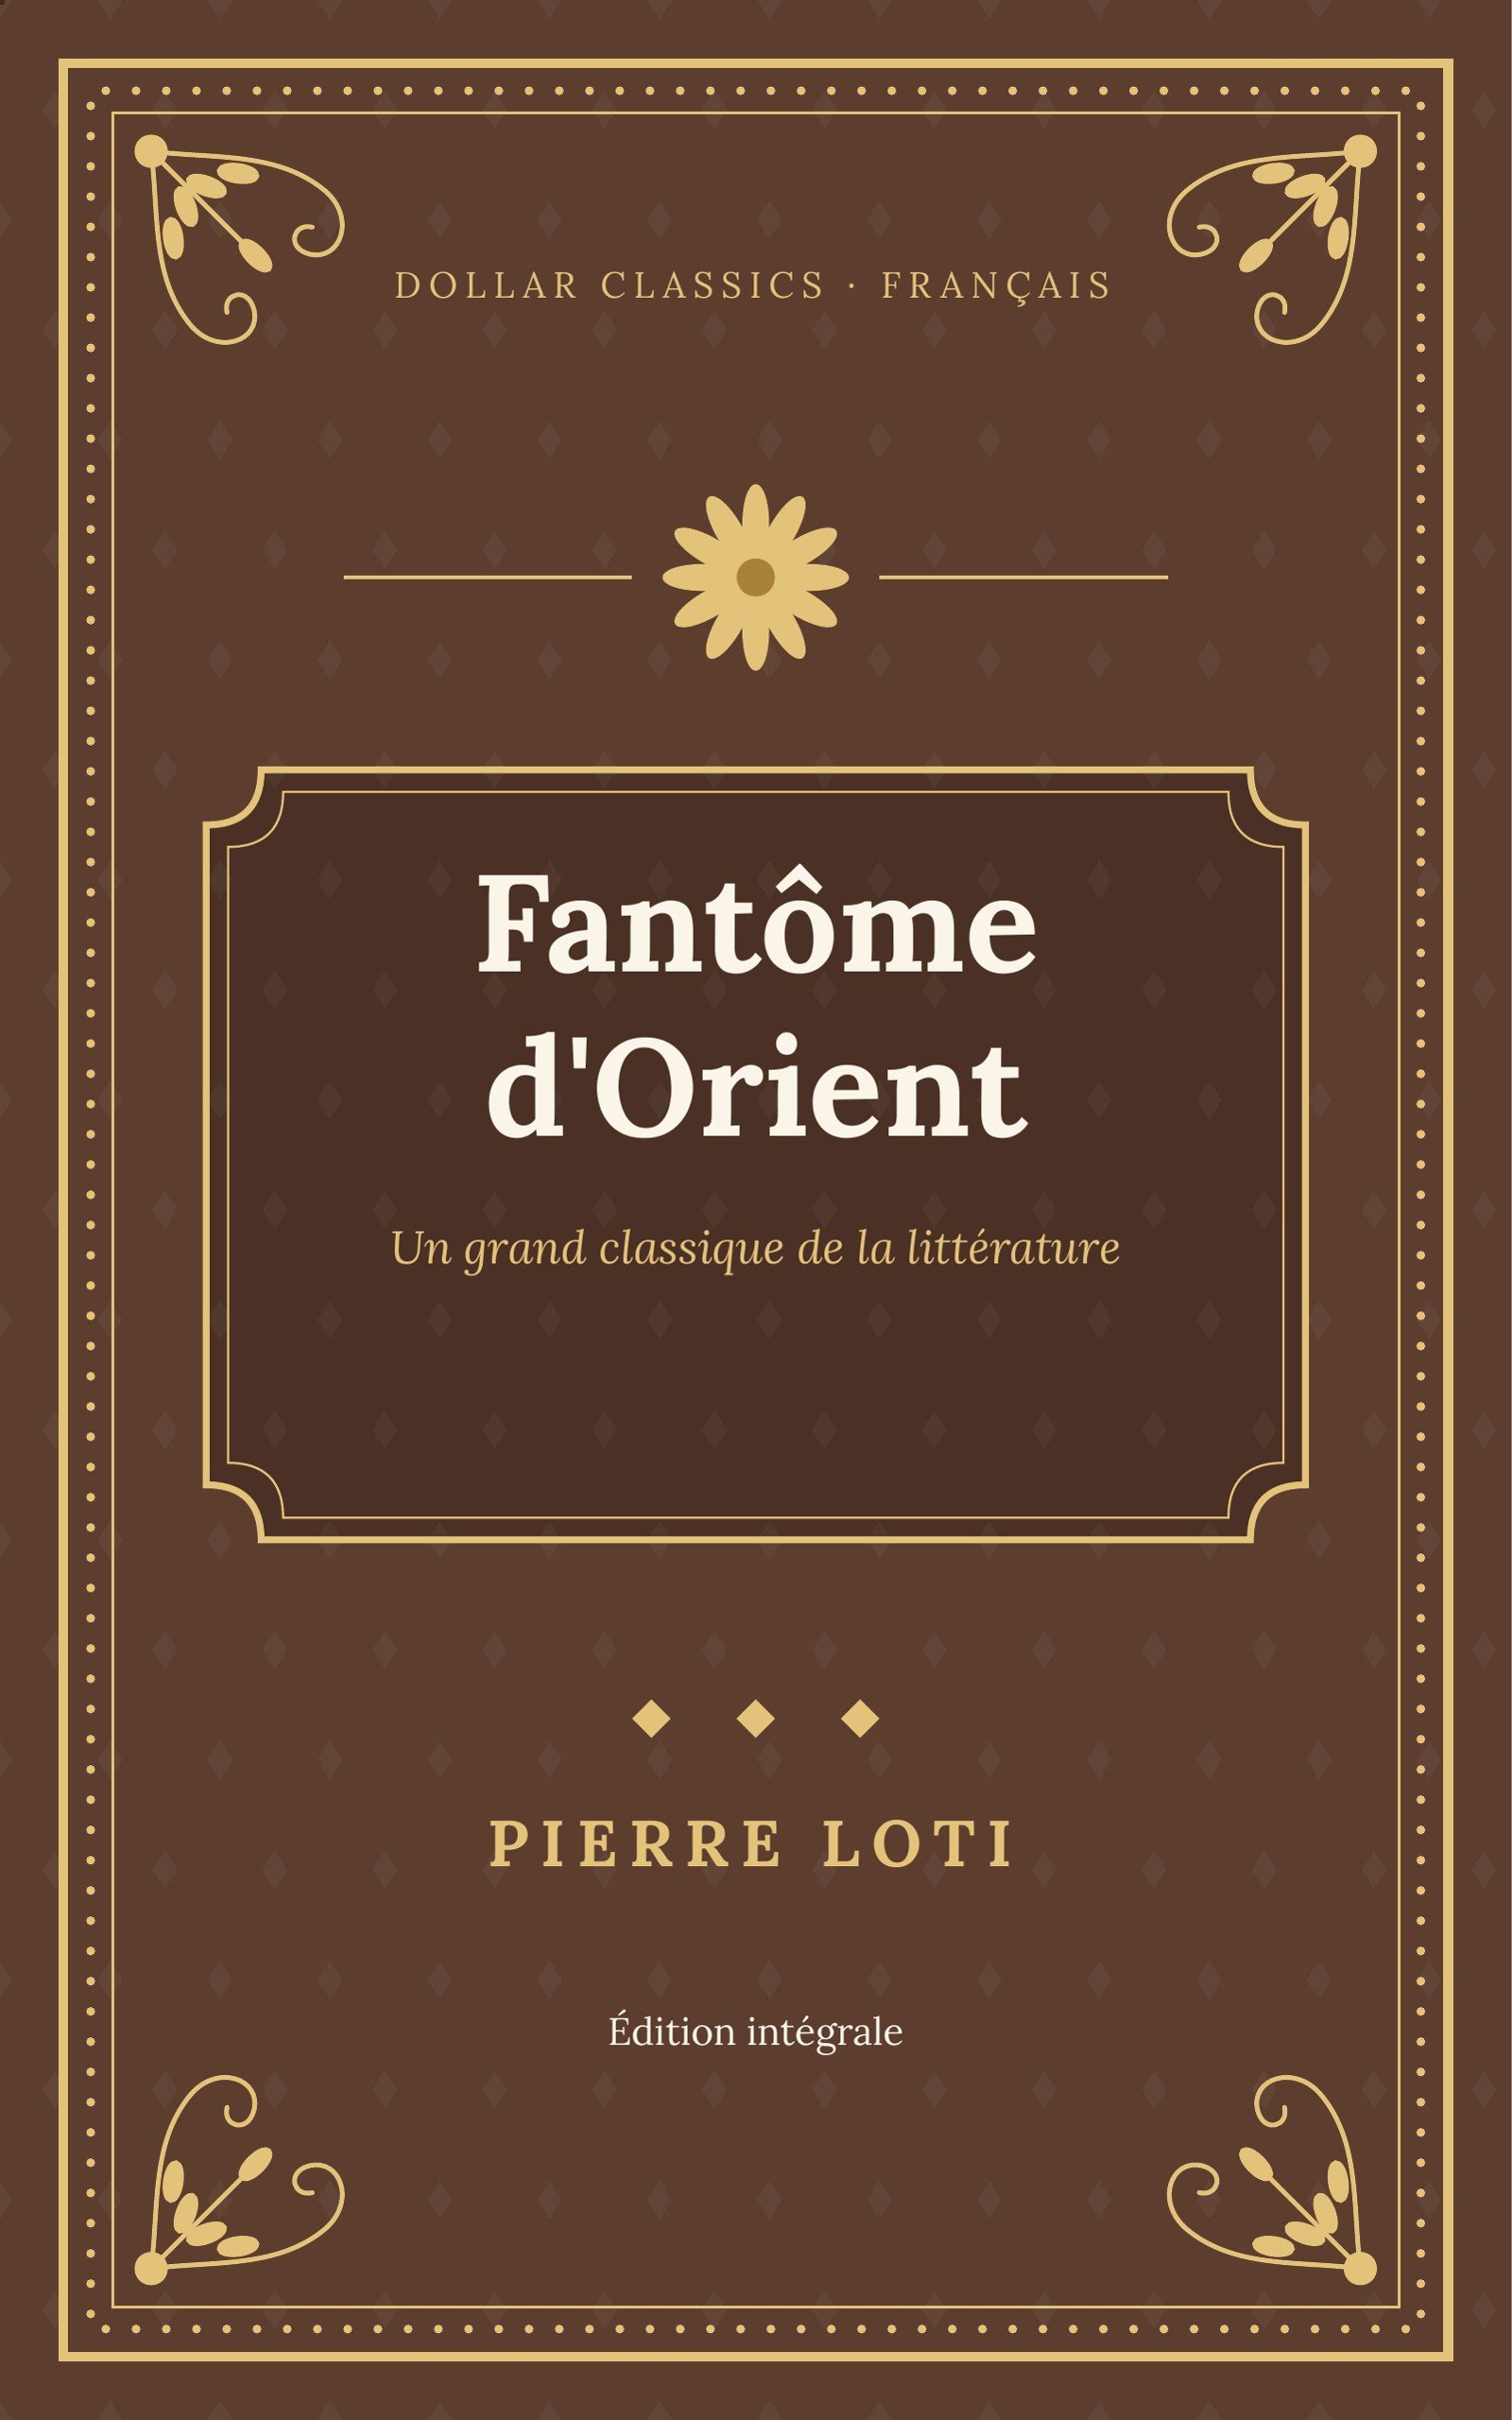 DOLLAR CLASSICS · FRANÇAIS
Fantôme
d'Orient
Un grand classique de la littérature
PIERRE LOTI
Édition intégrale